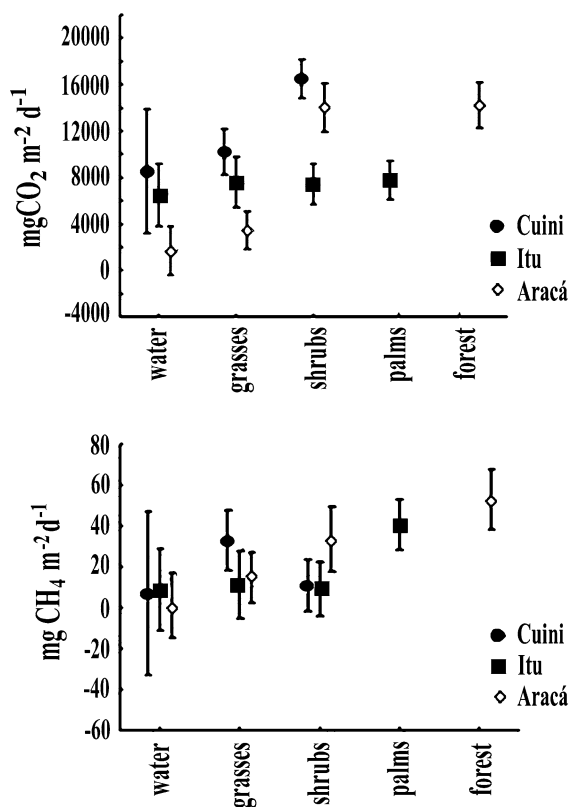 mgCO₂ m⁻² d⁻¹
20000
16000
12000
8000
4000
0
-4000
water
grasses
shrubs
palms
forest
Cuini
Itu
Aracá
mg CH₄ m⁻²d⁻¹
80
60
40
20
0
-20
-40
-60
water
grasses
shrubs
palms
forest
Cuini
Itu
Aracá